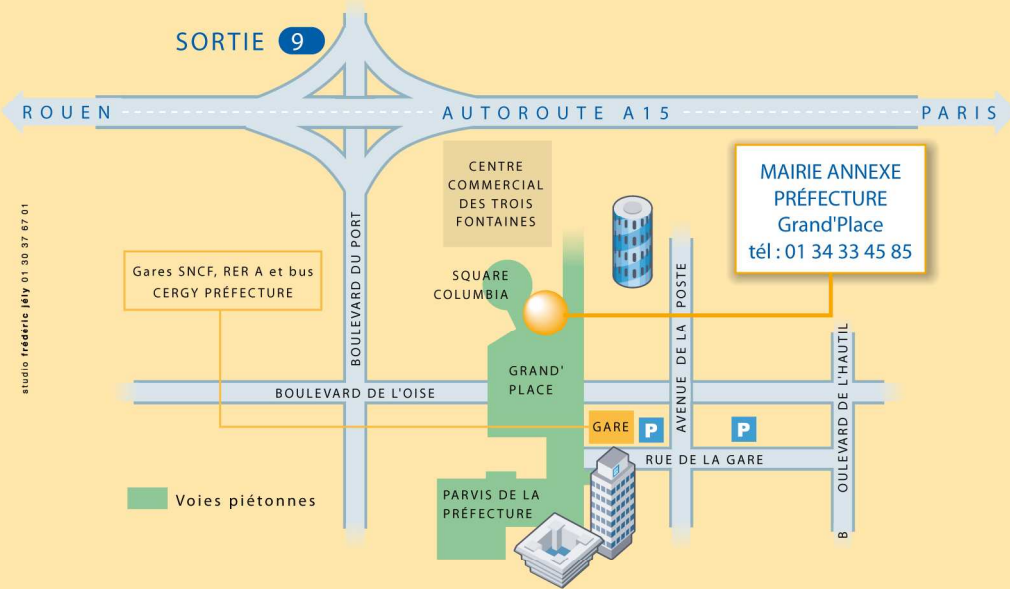 SORTIE 9
ROUEN
AUTOROUTE A15
PARIS
CENTRE
COMMERCIAL
DES TROIS
FONTAINES
MAIRIE ANNEXE
PRÉFECTURE
Grand'Place
tél : 01 34 33 45 85
studio frédéric jély 01 30 37 67 01
Gares SNCF, RER A et bus
CERGY PRÉFECTURE
BOULEVARD DU PORT
SQUARE
COLUMBIA
AVENUE DE LA POSTE
BOULEVARD DE L'HAUTIL
GRAND'
PLACE
BOULEVARD DE L'OISE
GARE
P
P
RUE DE LA GARE
Voies piétonnes
PARVIS DE LA
PRÉFECTURE